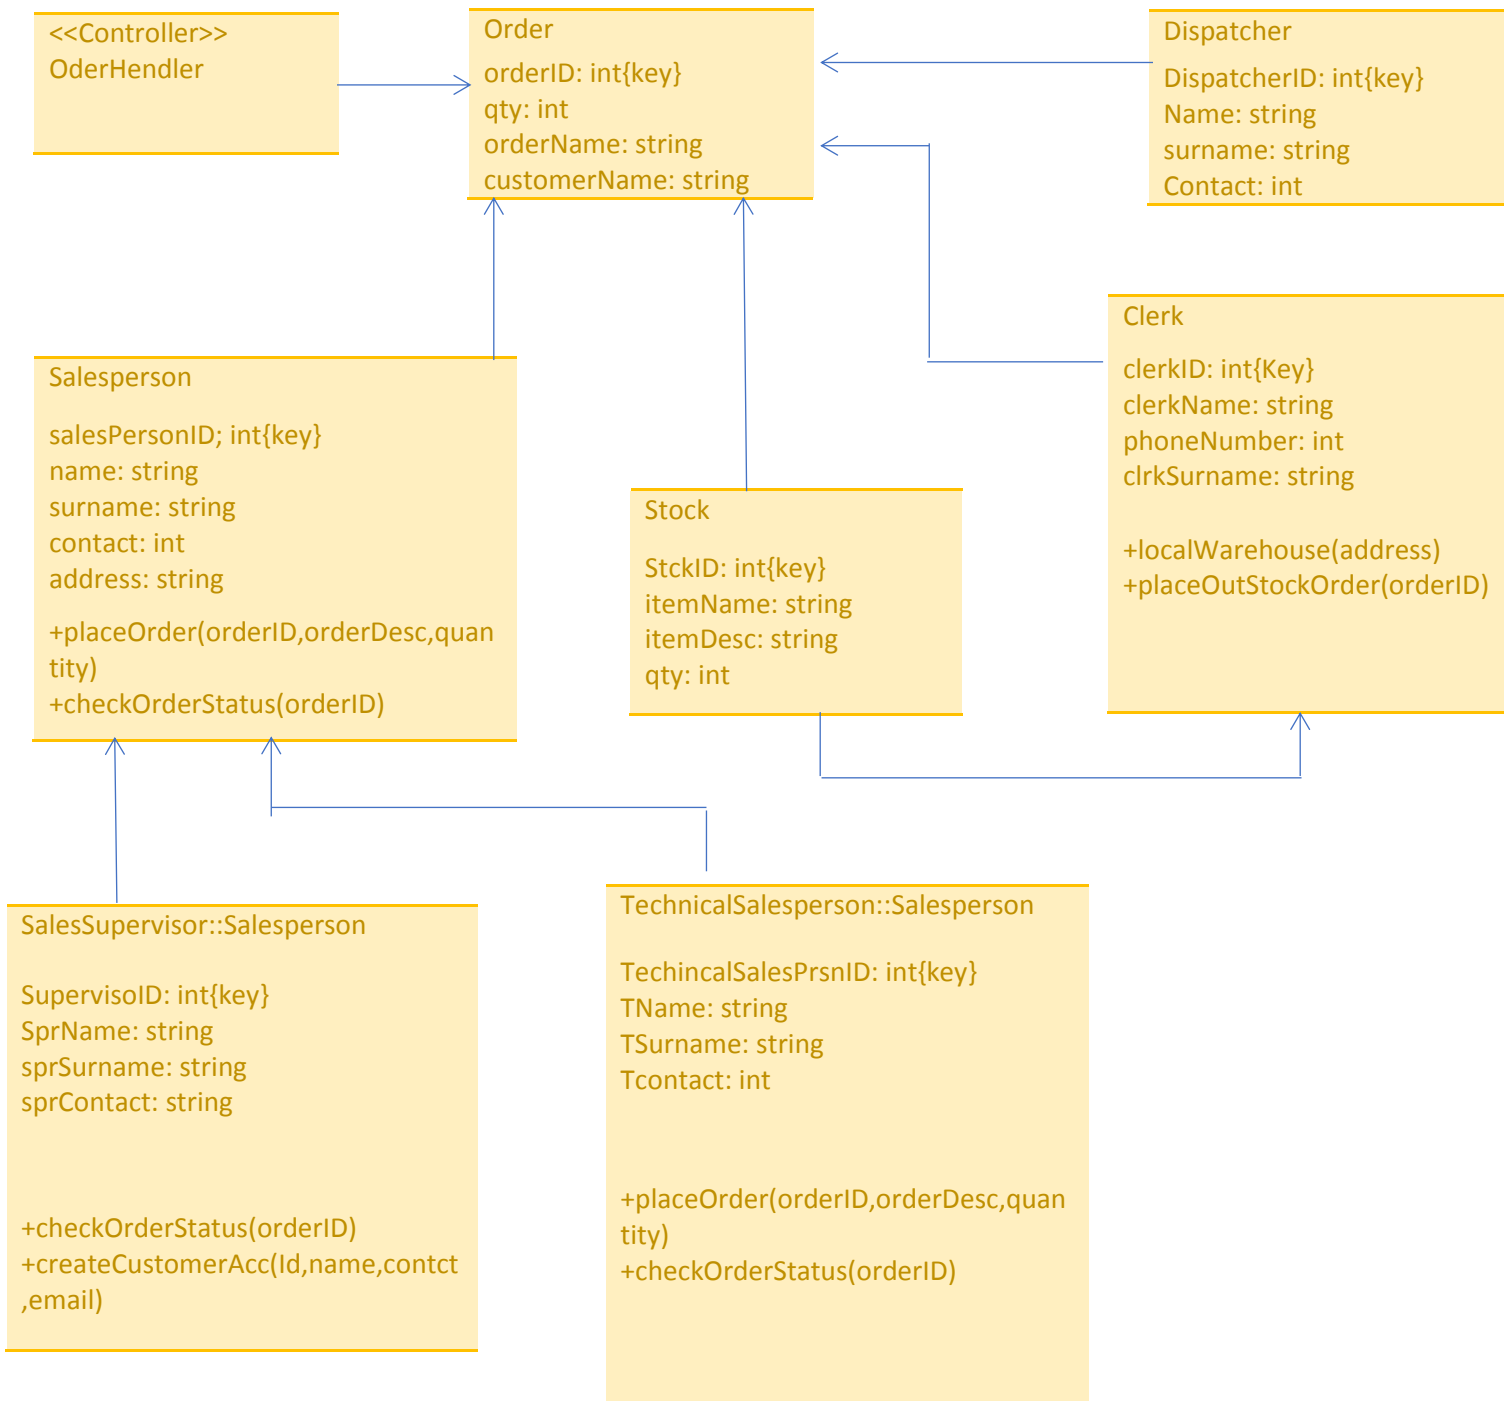 <<Controller>>
OderHendler
Order
orderID: int{key}
qty: int
orderName: string
customerName: string
Dispatcher
DispatcherID: int{key}
Name: string
surname: string
Contact: int
Clerk
clerkID: int{Key}
clerkName: string
phoneNumber: int
clrkSurname: string
+localWarehouse(address)
+placeOutStockOrder(orderID)
Salesperson
salesPersonID; int{key}
name: string
surname: string
contact: int
address: string
+placeOrder(orderID,orderDesc,quan
tity)
+checkOrderStatus(orderID)
Stock
StckID: int{key}
itemName: string
itemDesc: string
qty: int
SalesSupervisor::Salesperson
SupervisoID: int{key}
SprName: string
sprSurname: string
sprContact: string
+checkOrderStatus(orderID)
+createCustomerAcc(Id,name,contct
,email)
TechnicalSalesperson::Salesperson
TechincalSalesPrsnID: int{key}
TName: string
TSurname: string
Tcontact: int
+placeOrder(orderID,orderDesc,quan
tity)
+checkOrderStatus(orderID)